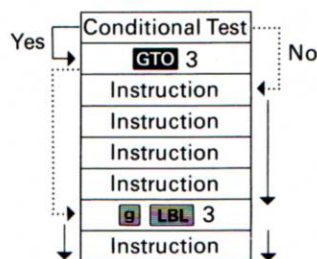 Conditional Test
Yes
GTO 3
No
Instruction
Instruction
Instruction
Instruction
g LBL 3
Instruction